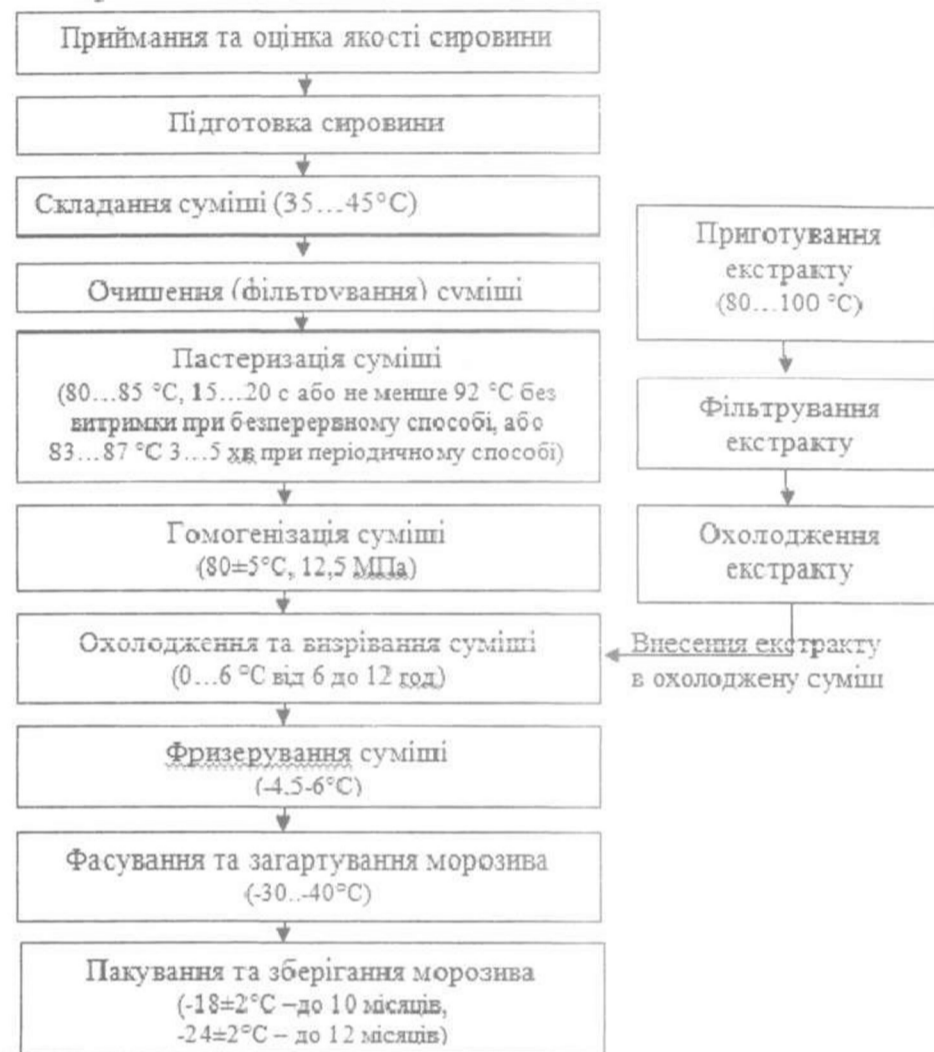 Приймання та оцінка якості сировини
Підготовка сировини
Складання суміші (35...45°С)
Очищення (фільтрування) суміші
Пастеризація суміші
(80...85 °С, 15...20 с або не менше 92 °С без
витримки при безперервному способі, або
83...87 °С 3...5 хв при періодичному способі)
Гомогенізація суміші
(80±5°С, 12,5 МПа)
Охолодження та визрівання суміші
(0...6 °С від 6 до 12 год)
Фризерування суміші
(-4,5-6°С)
Фасування та загартування морозива
(-30..-40°С)
Пакування та зберігання морозива
(-18±2°С –до 10 місяців,
-24±2°С – до 12 місяців)
Приготування
екстракту
(80...100 °С)
Фільтрування
екстракту
Охолодження
екстракту
Внесення екстракту
в охолоджену суміш